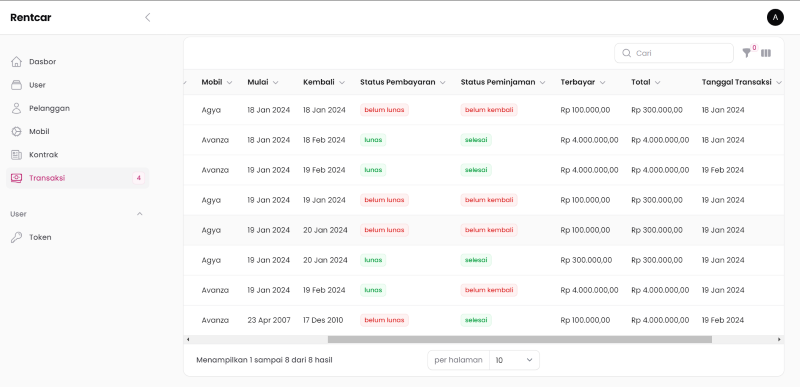 Rentcar
A
Dasbor
User
Pelanggan
Mobil
Kontrak
Transaksi 4
User
Token
Cari
0
Mobil Mulai Kembali Status Pembayaran Status Peminjaman Terbayar Total Tanggal Transaksi
Agya 18 Jan 2024 18 Jan 2024 belum lunas belum kembali Rp 100.000,00 Rp 300.000,00 18 Jan 2024
Avanza 18 Jan 2024 18 Feb 2024 lunas selesai Rp 4.000.000,00 Rp 4.000.000,00 18 Jan 2024
Avanza 19 Jan 2024 19 Feb 2024 lunas selesai Rp 4.000.000,00 Rp 4.000.000,00 19 Feb 2024
Agya 19 Jan 2024 19 Jan 2024 belum lunas belum kembali Rp 100.000,00 Rp 300.000,00 19 Jan 2024
Agya 19 Jan 2024 20 Jan 2024 belum lunas belum kembali Rp 100.000,00 Rp 300.000,00 19 Jan 2024
Agya 19 Jan 2024 20 Jan 2024 lunas selesai Rp 300.000,00 Rp 300.000,00 19 Jan 2024
Avanza 19 Jan 2024 19 Feb 2024 lunas belum kembali Rp 4.000.000,00 Rp 4.000.000,00 19 Jan 2024
Avanza 23 Apr 2007 17 Des 2010 belum lunas selesai Rp 100.000,00 Rp 4.000.000,00 19 Feb 2024
Menampilkan 1 sampai 8 dari 8 hasil
per halaman 10